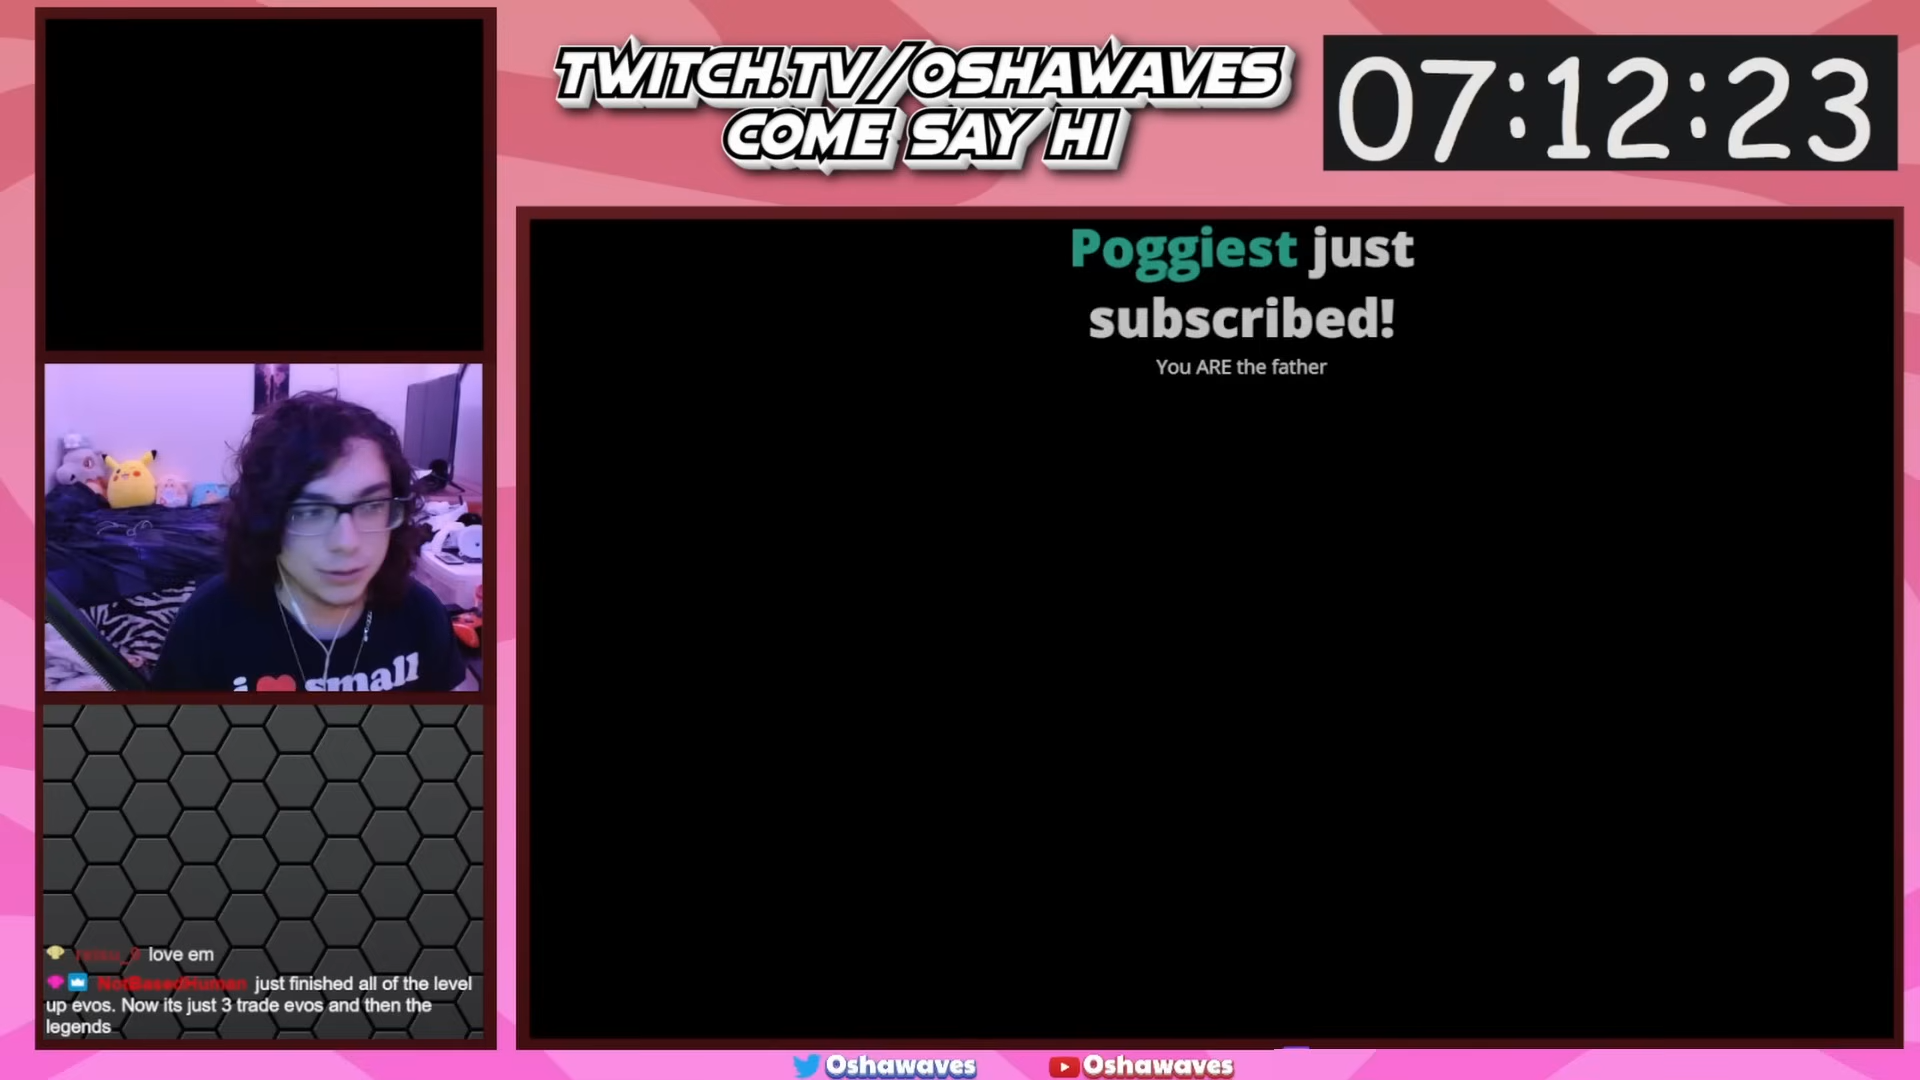 TWITCH.TV/OSHAWAVES
COME SAY HI
07:12:23
Poggiest just
subscribed!
You ARE the father
i ❤ small
love em
NotBasedHuman just finished all of the level
up evos. Now its just 3 trade evos and then the
legends
Oshawaves
Oshawaves